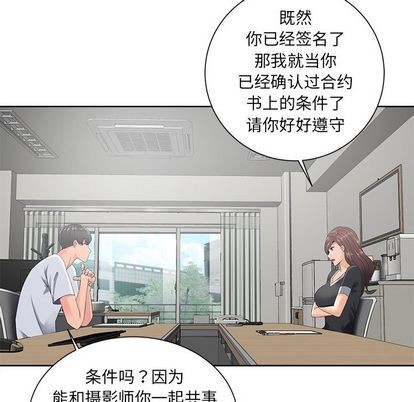 既然
你已经签名了
那我就当你
已经确认过合约
书上的条件了
请你好好遵守
条件吗？因为
能和摄影师你一起共事